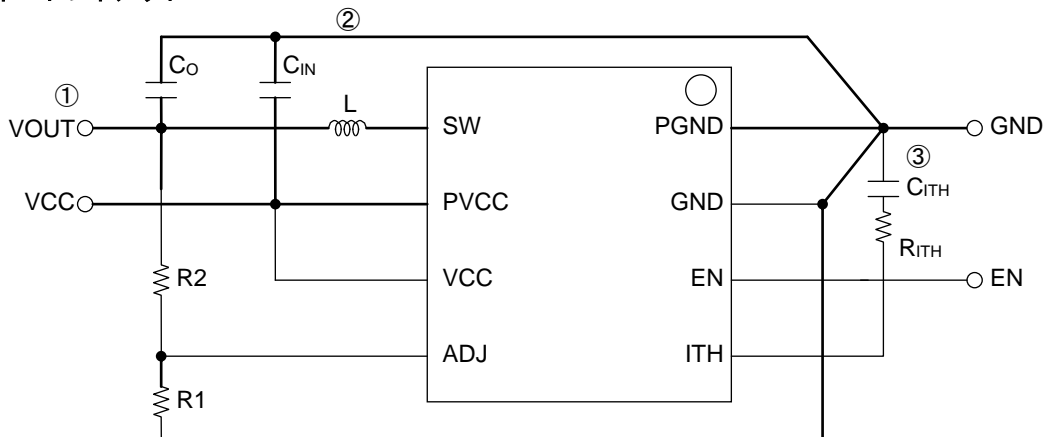 ②
CO CIN
① L ③
VOUT SW PGND GND
CITH
VCC PVCC GND
RITH
R2 VCC EN EN
ADJ ITH
R1